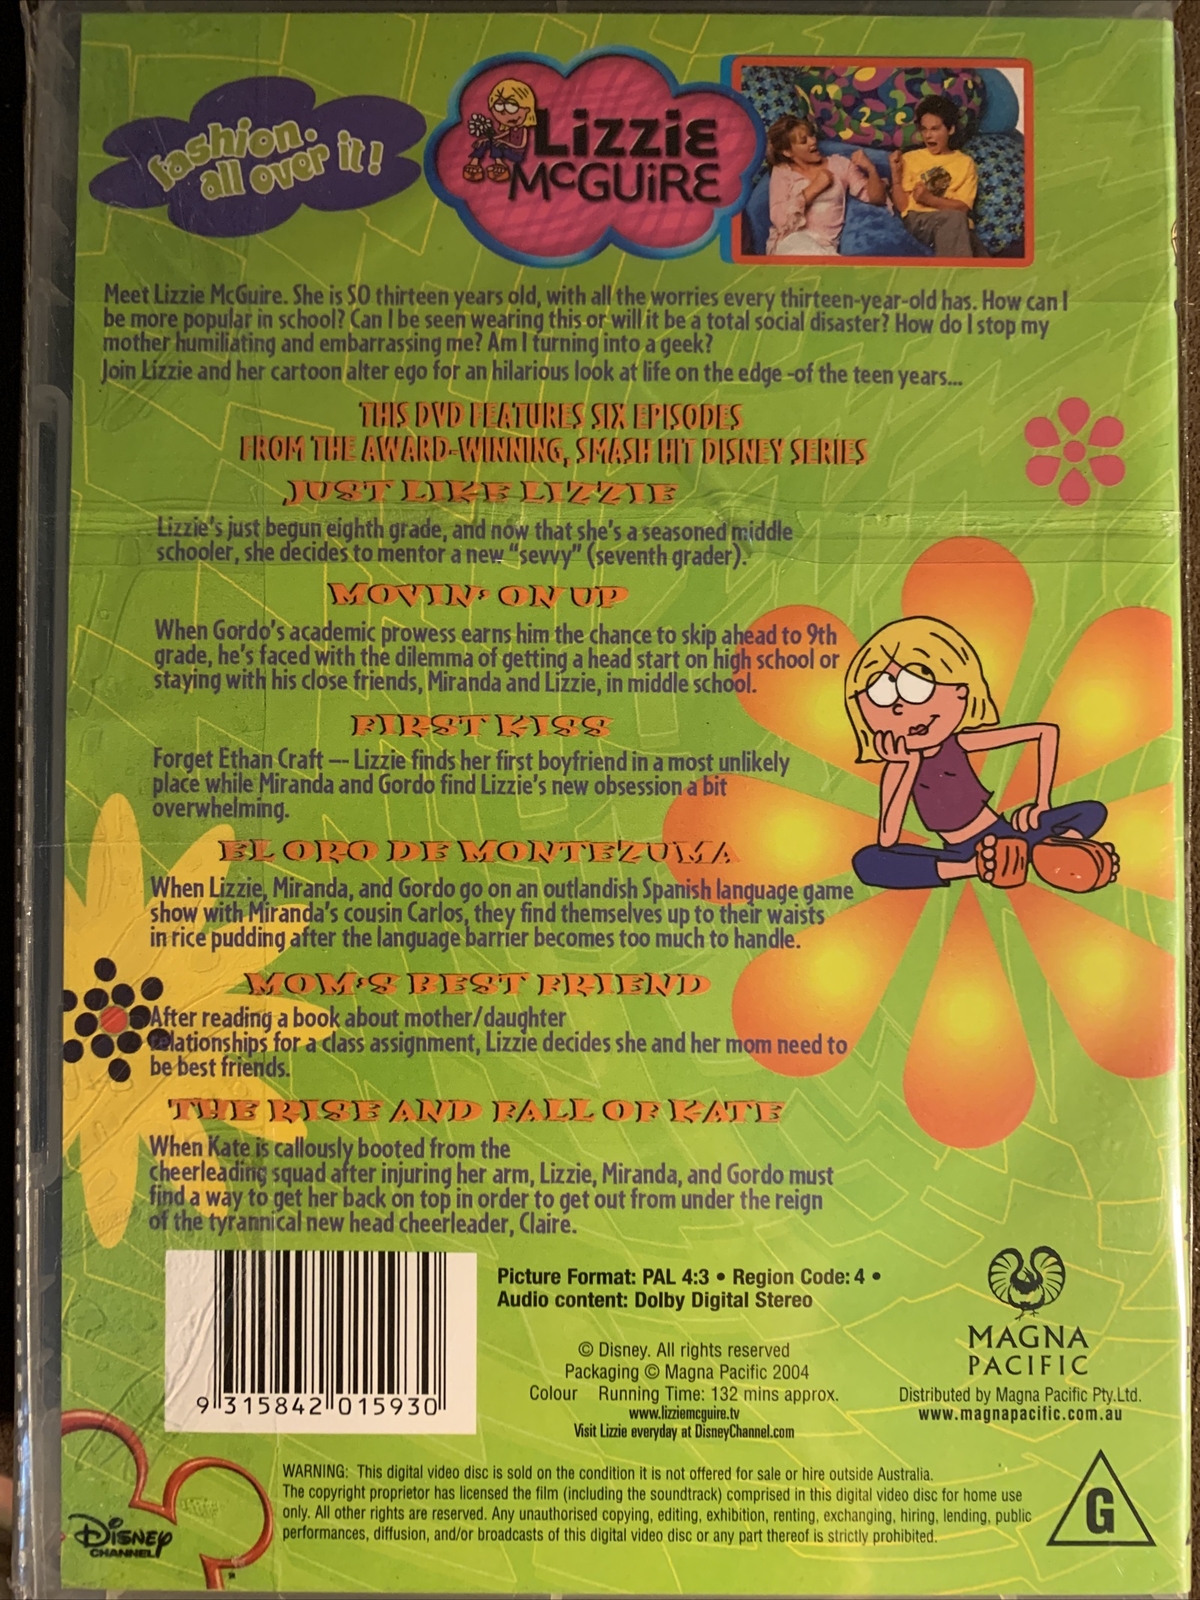 fashion.
all over it!
LIZZIE
McGUIRE
Meet Lizzie McGuire. She is SO thirteen years old, with all the worries every thirteen-year-old has. How can I
be more popular in school? Can I be seen wearing this or will it be a total social disaster? How do I stop my
mother humiliating and embarrassing me? Am I turning into a geek?
Join Lizzie and her cartoon alter ego for an hilarious look at life on the edge -of the teen years...
THIS DVD FEATURES SIX EPISODES
FROM THE AWARD-WINNING, SMASH HIT DISNEY SERIES
JUST LIKE LIZZIE
Lizzie's just begun eighth grade, and now that she's a seasoned middle
schooler, she decides to mentor a new "sevvy" (seventh grader).
MOVIN' ON UP
When Gordo's academic prowess earns him the chance to skip ahead to 9th
grade, he's faced with the dilemma of getting a head start on high school or
staying with his close friends, Miranda and Lizzie, in middle school.
FIRST KISS
Forget Ethan Craft –- Lizzie finds her first boyfriend in a most unlikely
place while Miranda and Gordo find Lizzie's new obsession a bit
overwhelming.
EL ORO DE MONTEZUMA
When Lizzie, Miranda, and Gordo go on an outlandish Spanish language game
show with Miranda's cousin Carlos, they find themselves up to their waists
in rice pudding after the language barrier becomes too much to handle.
MOM'S BEST FRIEND
After reading a book about mother/daughter
relationships for a class assignment, Lizzie decides she and her mom need to
be best friends.
THE RISE AND FALL OF KATE
When Kate is callously booted from the
cheerleading squad after injuring her arm, Lizzie, Miranda, and Gordo must
find a way to get her back on top in order to get out from under the reign
of the tyrannical new head cheerleader, Claire.
9 315842 015930
Picture Format: PAL 4:3 • Region Code: 4 •
Audio content: Dolby Digital Stereo
© Disney. All rights reserved
Packaging © Magna Pacific 2004
Colour Running Time: 132 mins approx.
www.lizziemcguire.tv
Visit Lizzie everyday at DisneyChannel.com
MAGNA
PACIFIC
Distributed by Magna Pacific Pty.Ltd.
www.magnapacific.com.au
Disney
CHANNEL
WARNING: This digital video disc is sold on the condition it is not offered for sale or hire outside Australia.
The copyright proprietor has licensed the film (including the soundtrack) comprised in this digital video disc for home use
only. All other rights are reserved. Any unauthorised copying, editing, exhibition, renting, exchanging, hiring, lending, public
performances, diffusion, and/or broadcasts of this digital video disc or any part thereof is strictly prohibited.
G